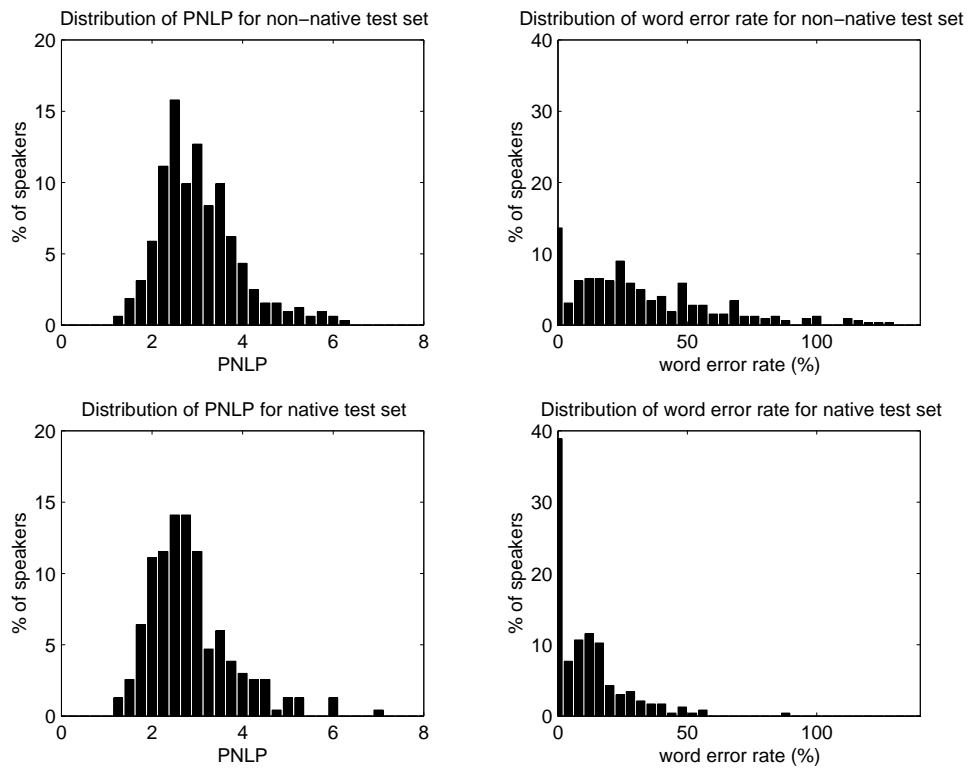 Distribution of PNLP for non−native test set
20
15
10
5
0
% of speakers
0 2 4 6 8
PNLP
Distribution of word error rate for non−native test set
40
30
20
10
0
% of speakers
0 50 100
word error rate (%)
Distribution of PNLP for native test set
20
15
10
5
0
% of speakers
0 2 4 6 8
PNLP
Distribution of word error rate for native test set
40
30
20
10
0
% of speakers
0 50 100
word error rate (%)